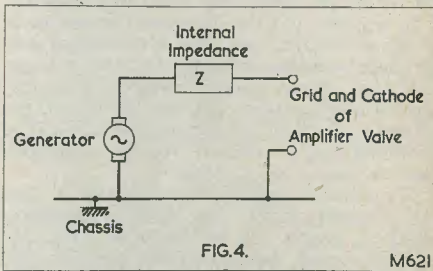 Internal
Impedance
Z
Grid and Cathode
of
Amplifier Valve
Generator
Chassis
FIG.4.
M621